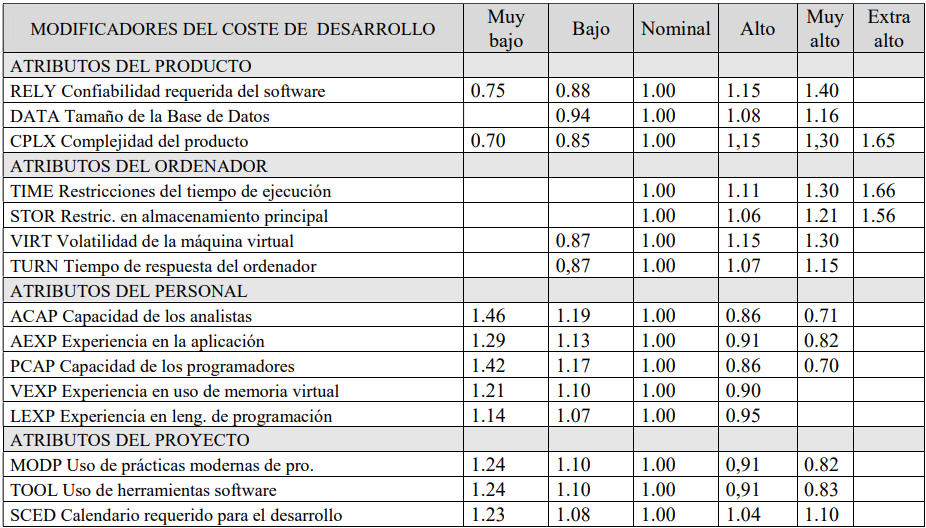 MODIFICADORES DEL COSTE DE DESARROLLO Muy bajo Bajo Nominal Alto Muy alto Extra alto
ATRIBUTOS DEL PRODUCTO
RELY Confiabilidad requerida del software 0.75 0.88 1.00 1.15 1.40
DATA Tamaño de la Base de Datos 0.94 1.00 1.08 1.16
CPLX Complejidad del producto 0.70 0.85 1.00 1,15 1,30 1.65
ATRIBUTOS DEL ORDENADOR
TIME Restricciones del tiempo de ejecución 1.00 1.11 1.30 1.66
STOR Restric. en almacenamiento principal 1.00 1.06 1.21 1.56
VIRT Volatilidad de la máquina virtual 0.87 1.00 1.15 1.30
TURN Tiempo de respuesta del ordenador 0,87 1.00 1.07 1.15
ATRIBUTOS DEL PERSONAL
ACAP Capacidad de los analistas 1.46 1.19 1.00 0.86 0.71
AEXP Experiencia en la aplicación 1.29 1.13 1.00 0.91 0.82
PCAP Capacidad de los programadores 1.42 1.17 1.00 0.86 0.70
VEXP Experiencia en uso de memoria virtual 1.21 1.10 1.00 0.90
LEXP Experiencia en leng. de programación 1.14 1.07 1.00 0.95
ATRIBUTOS DEL PROYECTO
MODP Uso de prácticas modernas de pro. 1.24 1.10 1.00 0,91 0.82
TOOL Uso de herramientas software 1.24 1.10 1.00 0,91 0.83
SCED Calendario requerido para el desarrollo 1.23 1.08 1.00 1.04 1.10